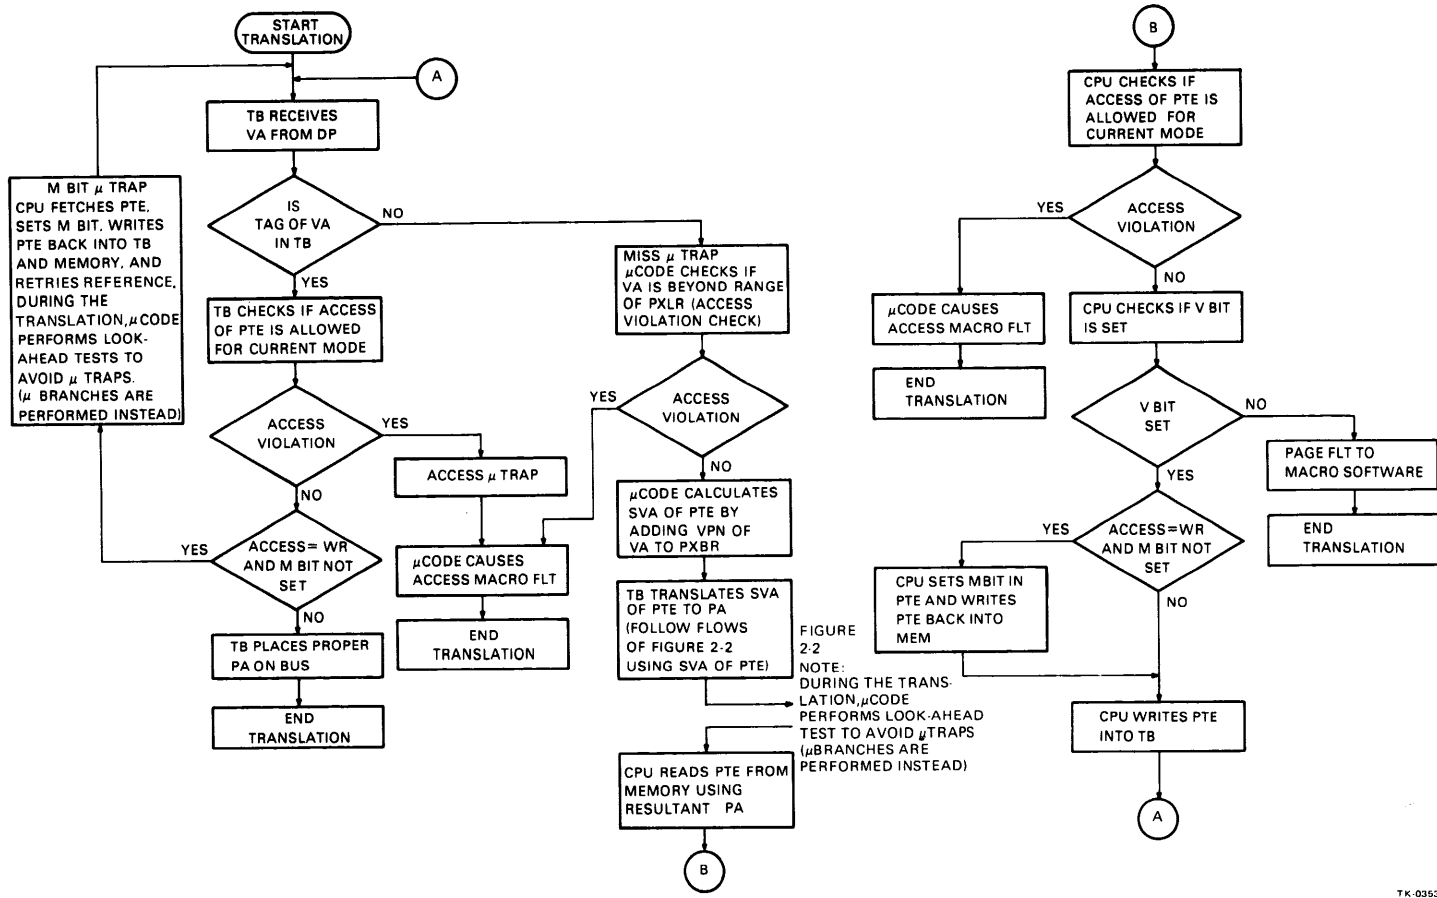 START
TRANSLATION
A
TB RECEIVES
VA FROM DP
IS
TAG OF VA
IN TB
NO
YES
M BIT μ TRAP
CPU FETCHES PTE,
SETS M BIT, WRITES
PTE BACK INTO TB
AND MEMORY, AND
RETRIES REFERENCE,
DURING THE
TRANSLATION,μCODE
PERFORMS LOOK-
AHEAD TESTS TO
AVOID μ TRAPS.
(μ BRANCHES ARE
PERFORMED INSTEAD)
TB CHECKS IF ACCESS
OF PTE IS ALLOWED
FOR CURRENT MODE
ACCESS
VIOLATION
YES
NO
ACCESS μ TRAP
μCODE CAUSES
ACCESS MACRO FLT
END
TRANSLATION
ACCESS= WR
AND M BIT NOT
SET
YES
NO
TB PLACES PROPER
PA ON BUS
END
TRANSLATION
MISS μ TRAP
μCODE CHECKS IF
VA IS BEYOND RANGE
OF PXLR (ACCESS
VIOLATION CHECK)
ACCESS
VIOLATION
YES
NO
μCODE CALCULATES
SVA OF PTE BY
ADDING VPN OF
VA TO PXBR
TB TRANSLATES SVA
OF PTE TO PA
(FOLLOW FLOWS
OF FIGURE 2-2
USING SVA OF PTE)
FIGURE
2-2
NOTE:
DURING THE TRANS-
LATION,μCODE
PERFORMS LOOK-AHEAD
TEST TO AVOID μTRAPS
(μBRANCHES ARE
PERFORMED INSTEAD)
CPU READS PTE FROM
MEMORY USING
RESULTANT PA
B
B
CPU CHECKS IF
ACCESS OF PTE IS
ALLOWED FOR
CURRENT MODE
ACCESS
VIOLATION
YES
NO
μCODE CAUSES
ACCESS MACRO FLT
END
TRANSLATION
CPU CHECKS IF V BIT
IS SET
V BIT
SET
NO
YES
PAGE FLT TO
MACRO SOFTWARE
END
TRANSLATION
ACCESS=WR
AND M BIT NOT
SET
YES
NO
CPU SETS MBIT IN
PTE AND WRITES
PTE BACK INTO
MEM
CPU WRITES PTE
INTO TB
A
TK-0353